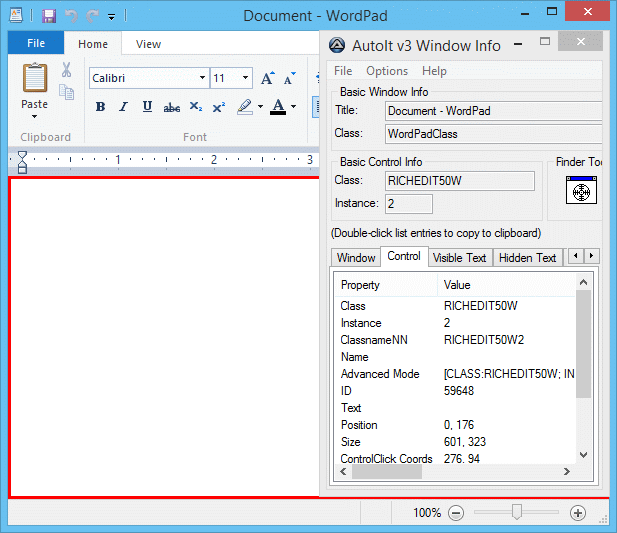 Document - WordPad
File Home View
Calibri 11 A A
Paste
B I U abc X₂ X² A
Clipboard Font
1 2 3
100%
AutoIt v3 Window Info
File Options Help
Basic Window Info
Title: Document - WordPad
Class: WordPadClass
Basic Control Info Finder Too
Class: RICHEDIT50W
Instance: 2
(Double-click list entries to copy to clipboard)
Window Control Visible Text Hidden Text
Property Value
Class RICHEDIT50W
Instance 2
ClassnameNN RICHEDIT50W2
Name
Advanced Mode [CLASS:RICHEDIT50W; IN
ID 59648
Text
Position 0, 176
Size 601, 323
ControlClick Coords 276, 94